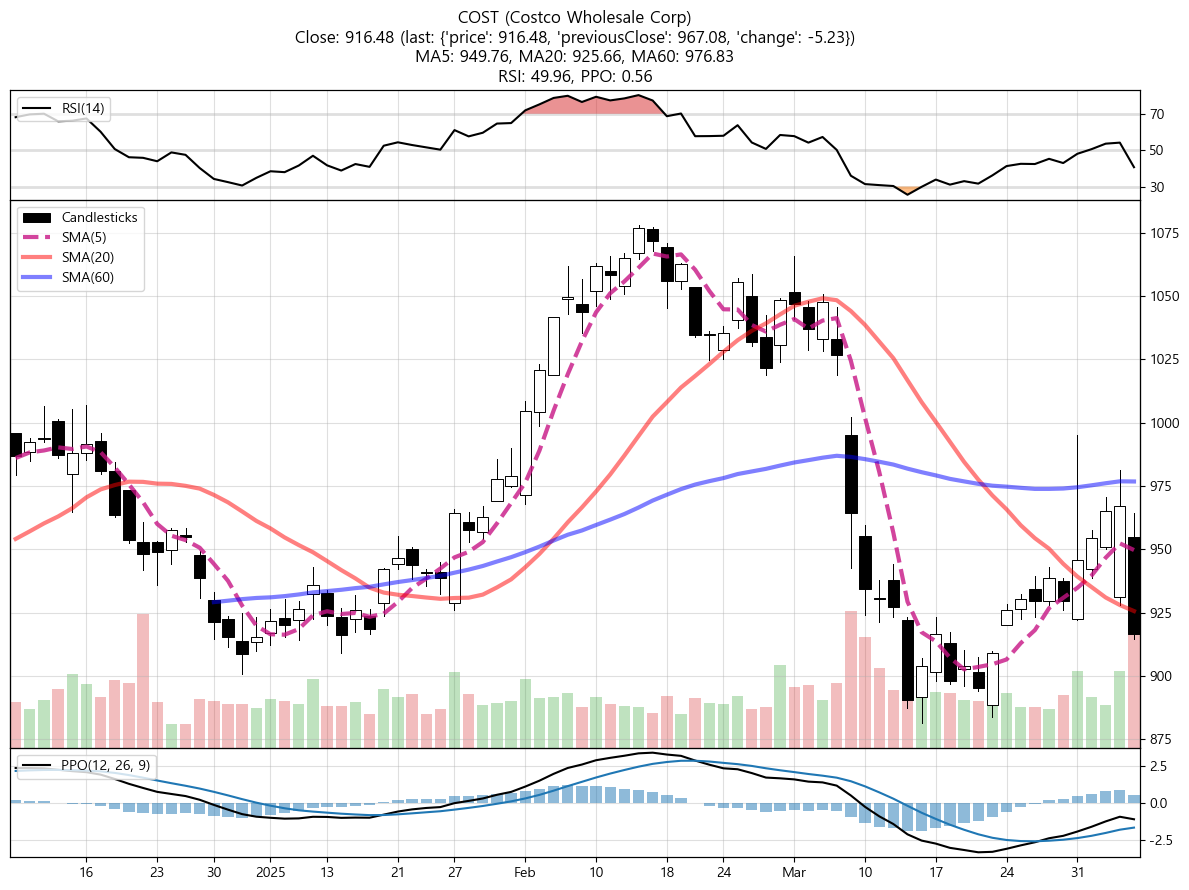 COST (Costco Wholesale Corp)
Close: 916.48 (last: {'price': 916.48, 'previousClose': 967.08, 'change': -5.23})
MA5: 949.76, MA20: 925.66, MA60: 976.83
RSI: 49.96, PPO: 0.56
RSI(14)
70
50
30
Candlesticks
SMA(5)
SMA(20)
SMA(60)
1075
1050
1025
1000
975
950
925
900
875
PPO(12, 26, 9)
2.5
0.0
-2.5
16 23 30 2025 13 21 27 Feb 10 18 24 Mar 10 17 24 31